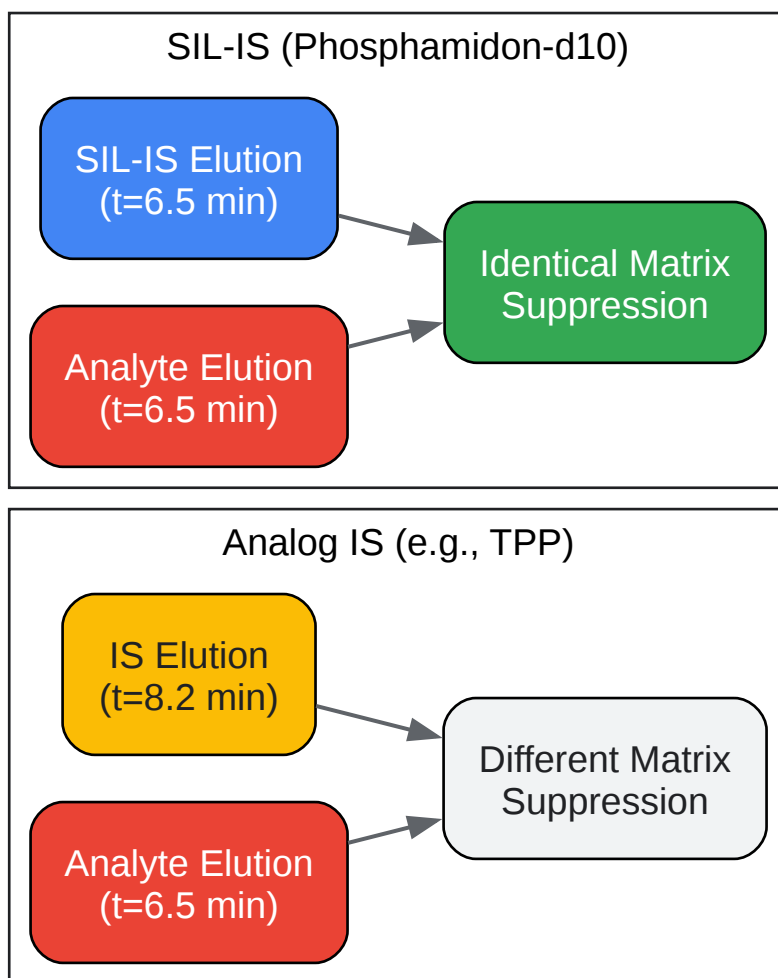 SIL-IS (Phosphamidon-d10)
SIL-IS Elution
(t=6.5 min)
Identical Matrix
Suppression
Analyte Elution
(t=6.5 min)
Analog IS (e.g., TPP)
IS Elution
(t=8.2 min)
Different Matrix
Suppression
Analyte Elution
(t=6.5 min)